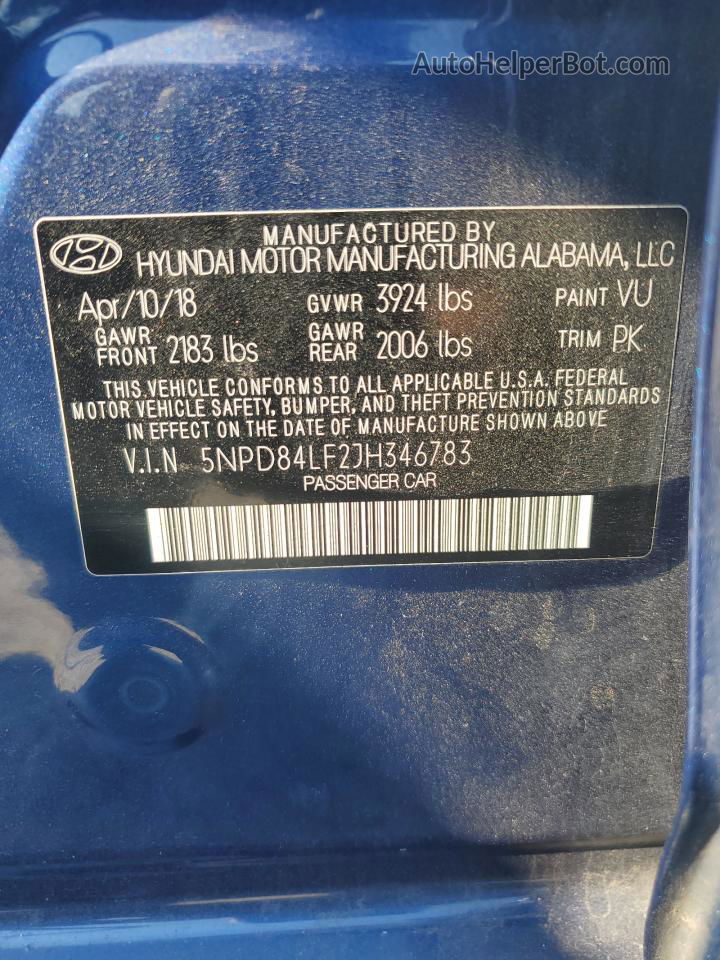 AutoHelperBot.com
MANUFACTURED BY
HYUNDAI MOTOR MANUFACTURING ALABAMA, LLC
Apr/10/18 GVWR 3924 lbs PAINT VU
GAWR FRONT 2183 lbs GAWR REAR 2006 lbs TRIM PK
THIS VEHICLE CONFORMS TO ALL APPLICABLE U.S.A. FEDERAL
MOTOR VEHICLE SAFETY, BUMPER, AND THEFT PREVENTION STANDARDS
IN EFFECT ON THE DATE OF MANUFACTURE SHOWN ABOVE
V.I.N 5NPD84LF2JH346783
PASSENGER CAR